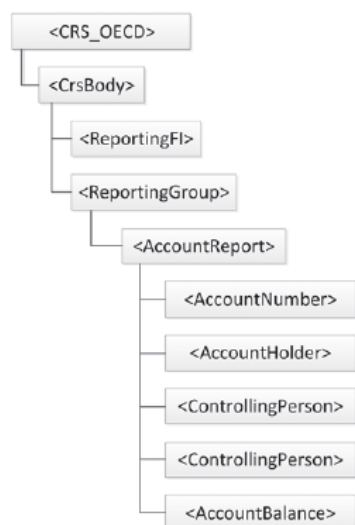 <CRS_OECD>
<CrsBody>
<ReportingFI>
<ReportingGroup>
<AccountReport>
<AccountNumber>
<AccountHolder>
<ControllingPerson>
<ControllingPerson>
<AccountBalance>